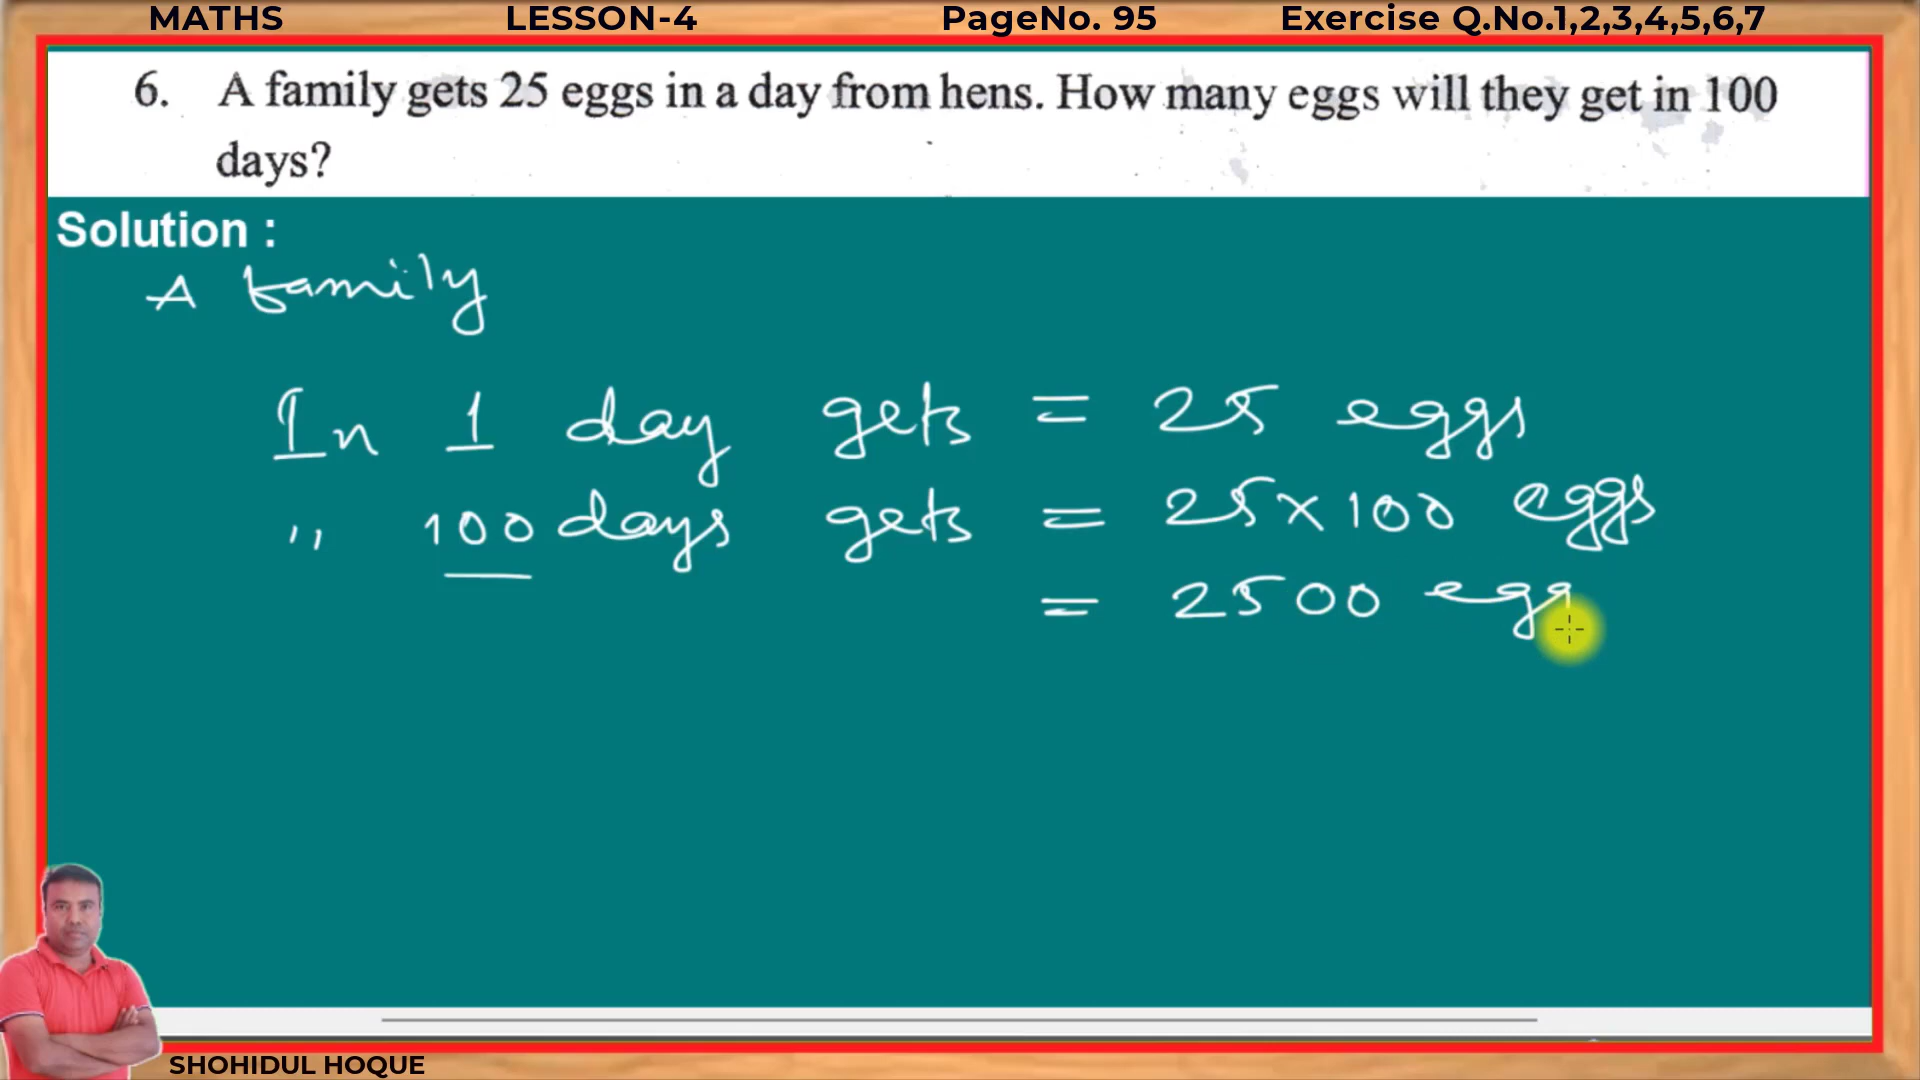 MATHS LESSON-4 PageNo. 95 Exercise Q.No.1,2,3,4,5,6,7
6. A family gets 25 eggs in a day from hens. How many eggs will they get in 100
days?
Solution :
A family
In 1 day gets = 25 eggs
" 100 days gets = 25 × 100 eggs
= 2500 egg
SHOHIDUL HOQUE